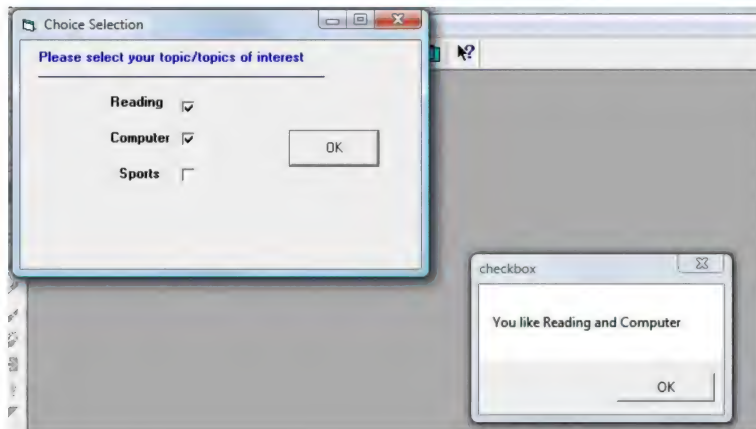 Choice Selection
Please select your topic/topics of interest
Reading
Computer
Sports
OK
checkbox
You like Reading and Computer
OK